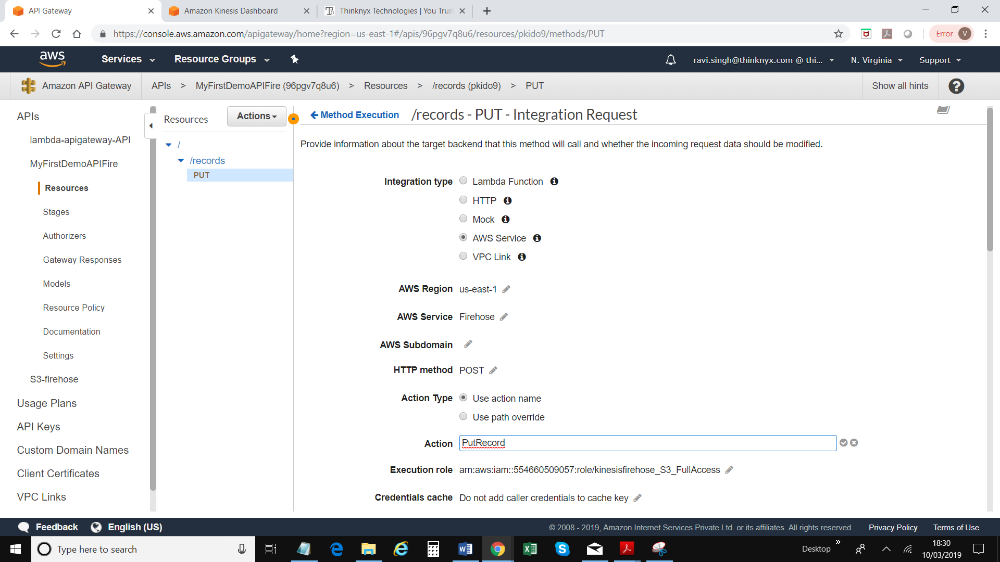 API Gateway
Amazon Kinesis Dashboard
Thinknyx Technologies | You Trus
https://console.aws.amazon.com/apigateway/home?region=us-east-1#/apis/96pgv7q8u6/resources/pkido9/methods/PUT
Error V
aws Services Resource Groups ravi.singh@thinknyx.com @ thi... N. Virginia Support
Amazon API Gateway APIs > MyFirstDemoAPIFire (96pgv7q8u6) > Resources > /records (pkido9) > PUT Show all hints ?
APIs
lambda-apigateway-API
MyFirstDemoAPIFire
Resources
Stages
Authorizers
Gateway Responses
Models
Resource Policy
Documentation
Settings
S3-firehose
Usage Plans
API Keys
Custom Domain Names
Client Certificates
VPC Links
Resources Actions
/
/records
PUT
Method Execution /records - PUT - Integration Request
Provide information about the target backend that this method will call and whether the incoming request data should be modified.
Integration type Lambda Function
HTTP
Mock
AWS Service
VPC Link
AWS Region us-east-1
AWS Service Firehose
AWS Subdomain
HTTP method POST
Action Type Use action name
Use path override
Action PutRecord
Execution role arn:aws:iam::554660509057:role/kinesisfirehose_S3_FullAccess
Credentials cache Do not add caller credentials to cache key
Feedback English (US) © 2008 - 2019, Amazon Internet Services Private Ltd. or its affiliates. All rights reserved. Privacy Policy Terms of Use
Type here to search
Desktop
18:30
10/03/2019